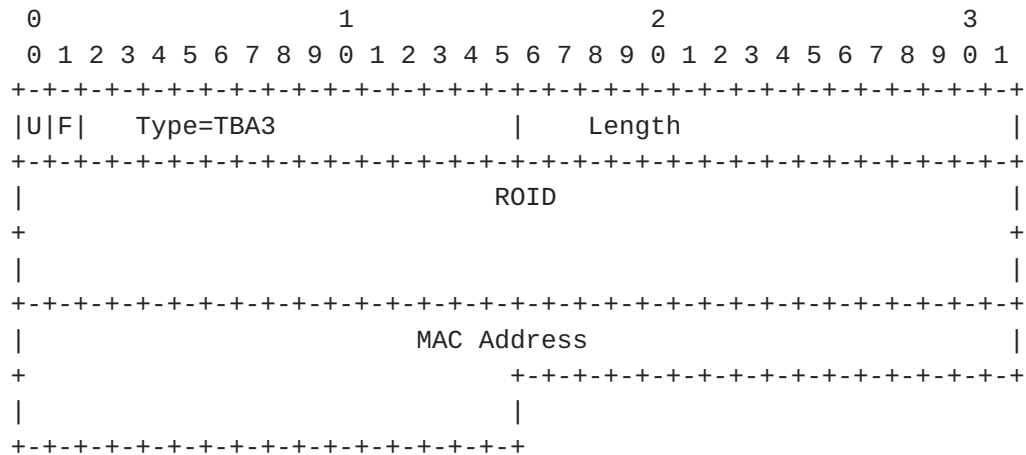 0                   1                   2                   3
 0 1 2 3 4 5 6 7 8 9 0 1 2 3 4 5 6 7 8 9 0 1 2 3 4 5 6 7 8 9 0 1
+-+-+-+-+-+-+-+-+-+-+-+-+-+-+-+-+-+-+-+-+-+-+-+-+-+-+-+-+-+-+-+-+
|U|F|   Type=TBA3               |    Length                     |
+-+-+-+-+-+-+-+-+-+-+-+-+-+-+-+-+-+-+-+-+-+-+-+-+-+-+-+-+-+-+-+-+
|                              ROID                             |
+                                                               +
|                                                               |
+-+-+-+-+-+-+-+-+-+-+-+-+-+-+-+-+-+-+-+-+-+-+-+-+-+-+-+-+-+-+-+-+
|                         MAC Address                           |
+                               +-+-+-+-+-+-+-+-+-+-+-+-+-+-+-+-+
|                               |
+-+-+-+-+-+-+-+-+-+-+-+-+-+-+-+-+